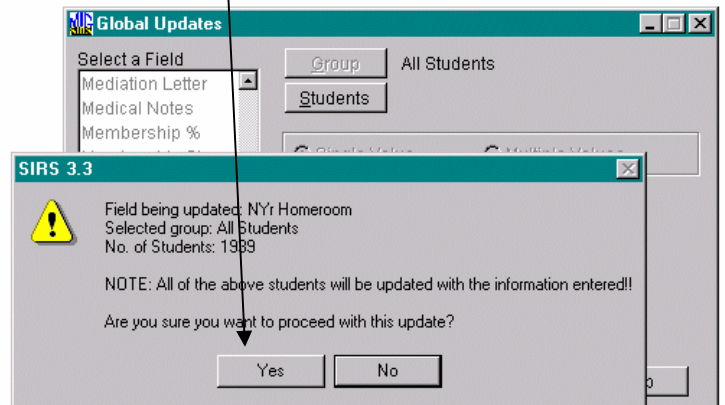 Global Updates
Select a Field
Group
All Students
Mediation Letter
Medical Notes
Students
Membership %
SIRS 3.3
Field being updated: NYr Homeroom
Selected group: All Students
No. of Students: 1939
NOTE: All of the above students will be updated with the information entered!!
Are you sure you want to proceed with this update?
Yes
No